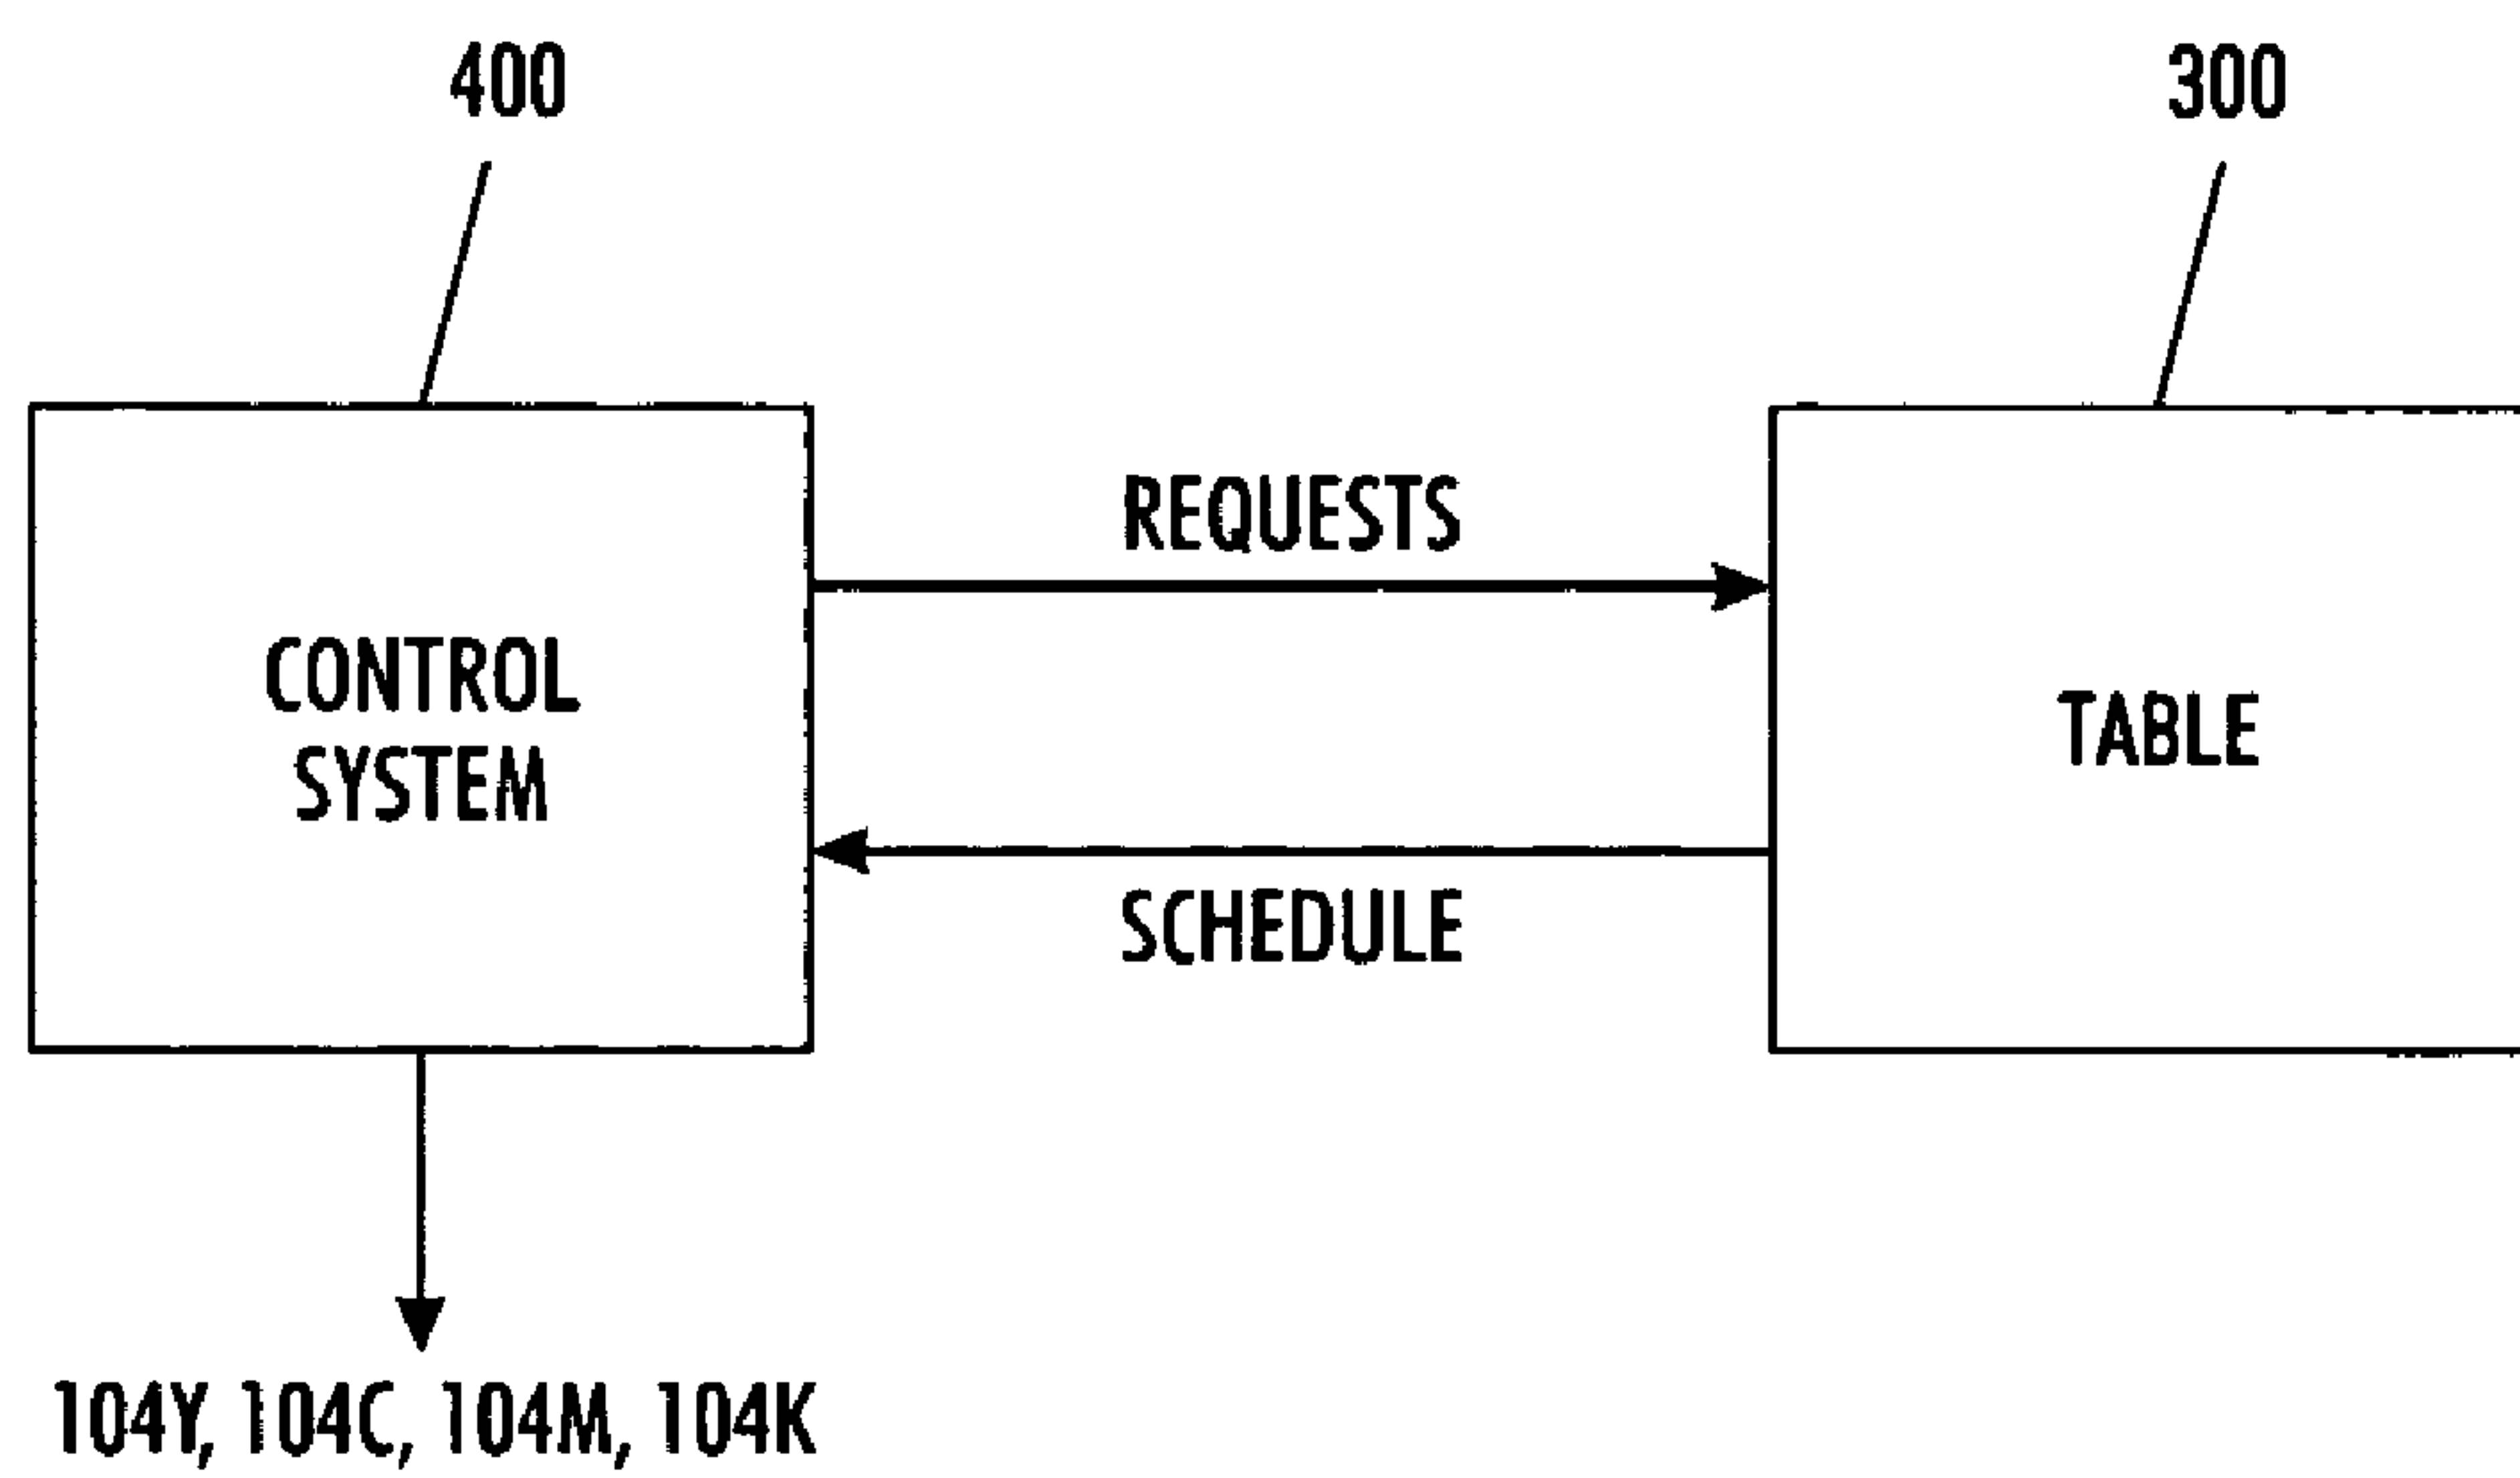 400
300
REQUESTS
CONTROL
SYSTEM
TABLE
SCHEDULE
104Y, 104C, 104M, 104K